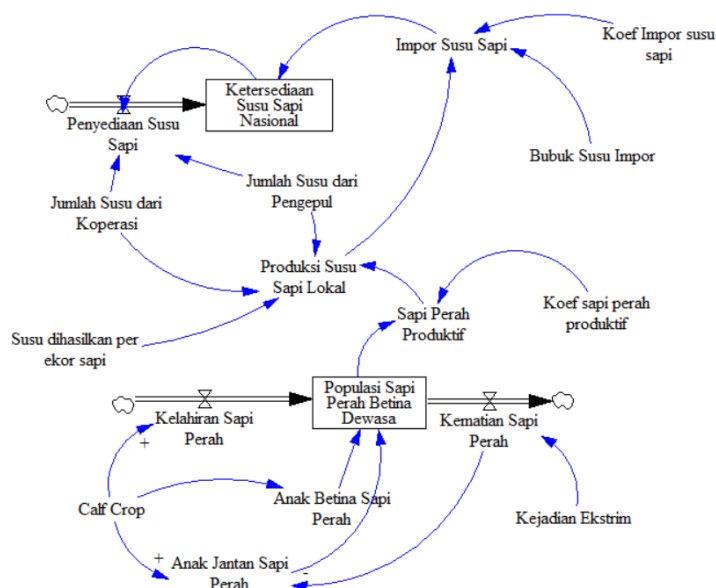 Impor Susu Sapi
Koef Impor susu
sapi
Ketersediaan
Susu Sapi
Nasional
Penyediaan Susu
Sapi
Bubuk Susu Impor
Jumlah Susu dari
Pengepul
Jumlah Susu dari
Koperasi
Produksi Susu
Sapi Lokal
Koef sapi perah
produktif
Sapi Perah
Produktif
Susu dihasilkan per
ekor sapi
Populasi Sapi
Perah Betina
Dewasa
Kelahiran Sapi
Perah
Kematian Sapi
Perah
+
Anak Betina Sapi
Perah
Calf Crop
Kejadian Ekstrim
+
Anak Jantan Sapi
Perah
-